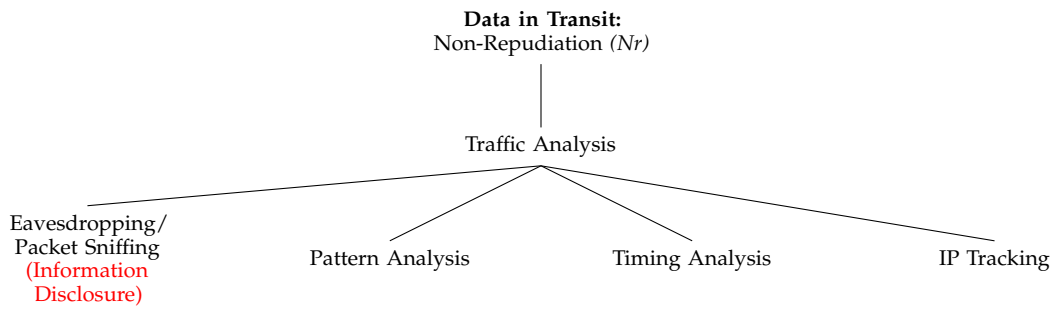 Data in Transit:
Non-Repudiation (Nr)
Traffic Analysis
Eavesdropping/
Packet Sniffing
(Information
Disclosure)
Pattern Analysis
Timing Analysis
IP Tracking